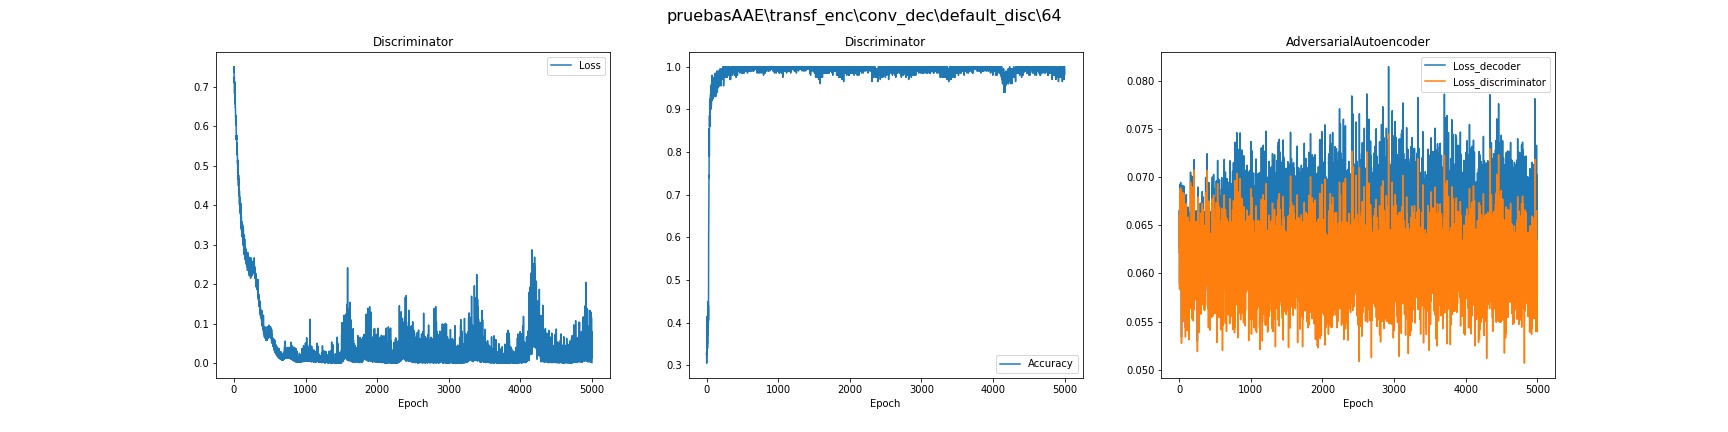 pruebasAAE\transf_enc\conv_dec\default_disc\64
Discriminator
Loss
0.7
0.6
0.5
0.4
0.3
0.2
0.1
0.0
0 1000 2000 3000 4000 5000
Epoch
Discriminator
1.0
0.9
0.8
0.7
0.6
0.5
0.4
0.3
Accuracy
0 1000 2000 3000 4000 5000
Epoch
AdversarialAutoencoder
Loss_decoder
Loss_discriminator
0.080
0.075
0.070
0.065
0.060
0.055
0.050
0 1000 2000 3000 4000 5000
Epoch